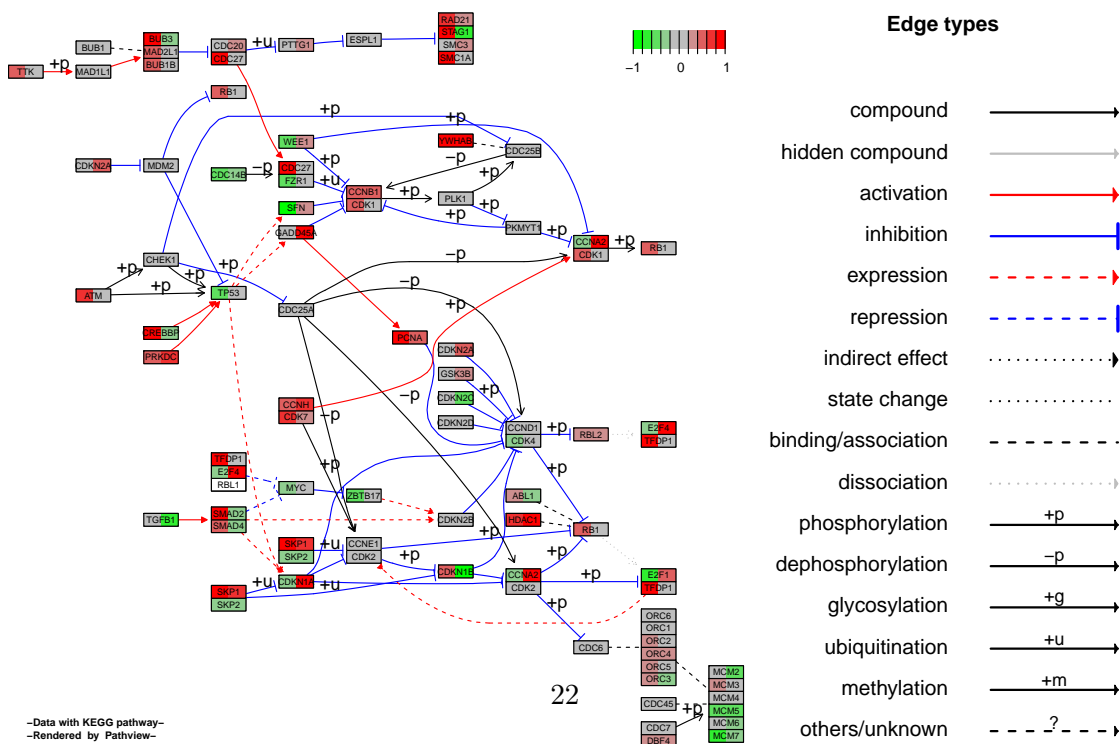 Edge types
compound
hidden compound
activation
inhibition
expression
repression
indirect effect
state change
binding/association
dissociation
phosphorylation +p
dephosphorylation −p
glycosylation +g
ubiquitination +u
methylation +m
others/unknown ?
−1 0 1
TTK
+p
BUB1
MAD1L1
BUB3
MAD2L1
BUB1B
CDC20
CDC27
+u
PTTG1
ESPL1
RAD21
STAG1
SMC3
SMC1A
RB1
CDKN2A
MDM2
CDC14B
−p
WEE1
CDC27
FZR1
SFN
GADD45A
+p
+u
+p
CCNB1
CDK1
+p
YWHAB
+p
CDC25B
−p
PLK1
+p
+p
PKMYT1
+p
CCNA2
CDK1
+p
RB1
CHEK1
+p
+p
+p
ATM
+p
TP53
CREBBP
PRKDC
CDC25A
−p
−p
+p
PCNA
CDKN2A
GSK3B
CDKN2C
CDKN2D
+p
−p
CCNH
CDK7
−p
CCND1
CDK4
+p
RBL2
E2F4
TFDP1
+p
TFDP1
E2F4
RBL1
MYC
ZBTB17
TGFB1
SMAD2
SMAD4
CDKN2B
ABL1
HDAC1
RB1
SKP1
SKP2
+u
CCNE1
CDK2
+p
SKP1
SKP2
+u
CDKN1A
+u
CDKN1B
CCNA2
CDK2
+p
+p
E2F1
TFDP1
CDC6
ORC6
ORC1
ORC2
ORC4
ORC5
ORC3
CDC45
CDC7
DBF4
+p
MCM2
MCM3
MCM4
MCM5
MCM6
MCM7
22
−Data with KEGG pathway−
−Rendered by Pathview−